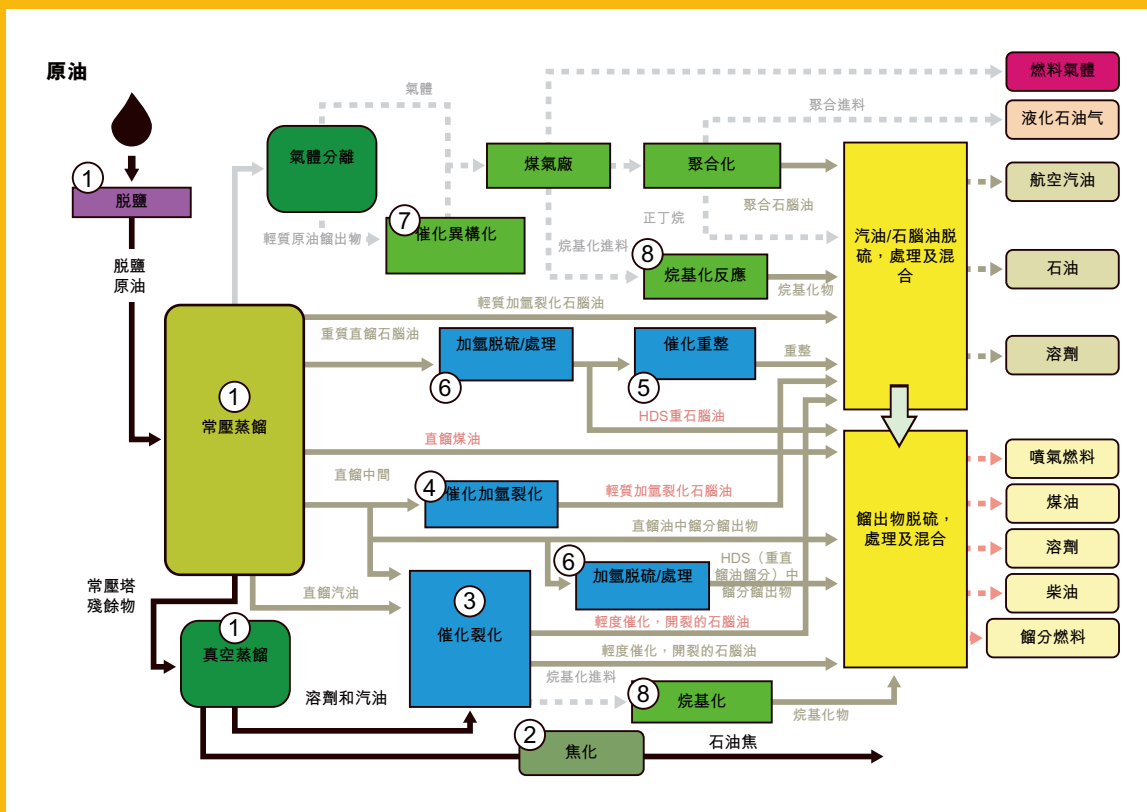 原油
①
脱鹽
脱鹽
原油
氣體
氣體分離
輕質原油餾出物
⑦
催化異構化
煤氣廠
聚合進料
聚合化
聚合石腦油
正丁烷
烷基化進料
⑧
烷基化反應
烷基化物
燃料氣體
液化石油气
航空汽油
石油
溶劑
汽油/石腦油脱
硫，處理及混
合
輕質加氫裂化石腦油
重質直餾石腦油
加氫脱硫/處理
⑥
催化重整
⑤
重整
HDS重石腦油
①
常壓蒸餾
直餾煤油
直餾中間
④
催化加氫裂化
輕質加氫裂化石腦油
直餾油中餾分餾出物
⑥
加氫脱硫/處理
HDS（重直
餾油餾分）中
餾分餾出物
餾出物脱硫，
處理及混合
噴氣燃料
煤油
溶劑
柴油
餾分燃料
常壓塔
殘餘物
直餾汽油
③
催化裂化
輕度催化，開裂的石腦油
輕度催化，開裂的石腦油
①
真空蒸餾
溶劑和汽油
烷基化進料
⑧
烷基化
烷基化物
②
焦化
石油焦